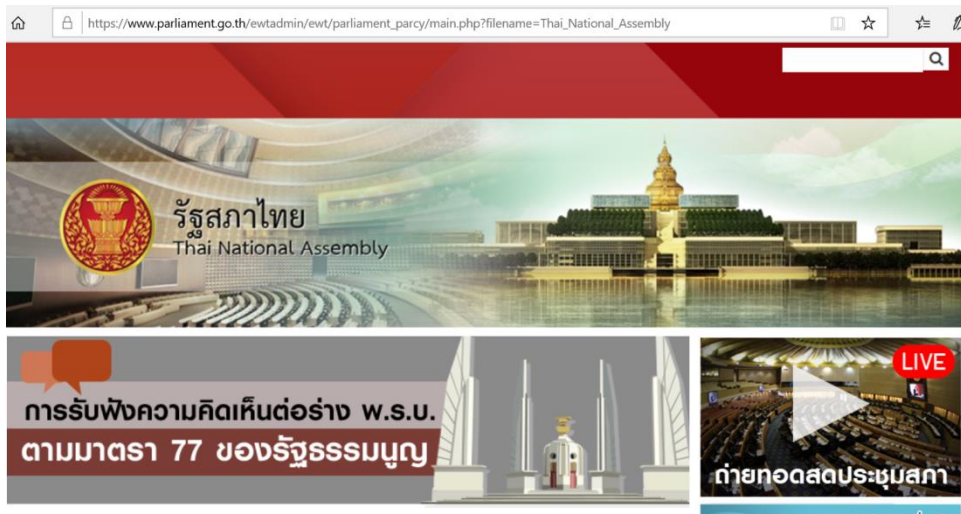 https://www.parliament.go.th/ewtadmin/ewt/parliament_parcy/main.php?filename=Thai_National_Assembly
รัฐสภาไทย
Thai National Assembly
การรับฟังความคิดเห็นต่อร่าง พ.ร.บ.
ตามมาตรา 77 ของรัฐธรรมนูญ
LIVE
ถ่ายทอดสดประชุมสภา